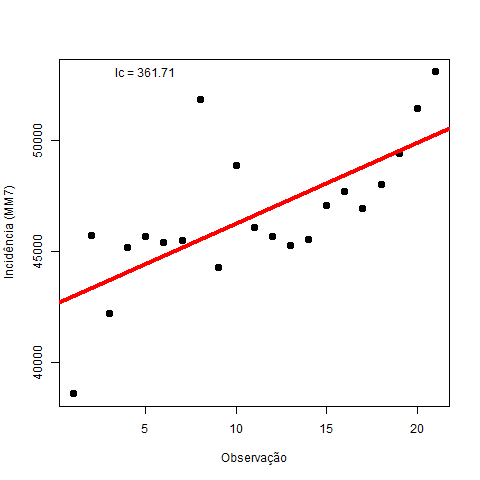 Ic = 361.71
Incidência (MM7)
50000
45000
40000
5
10
15
20
Observação